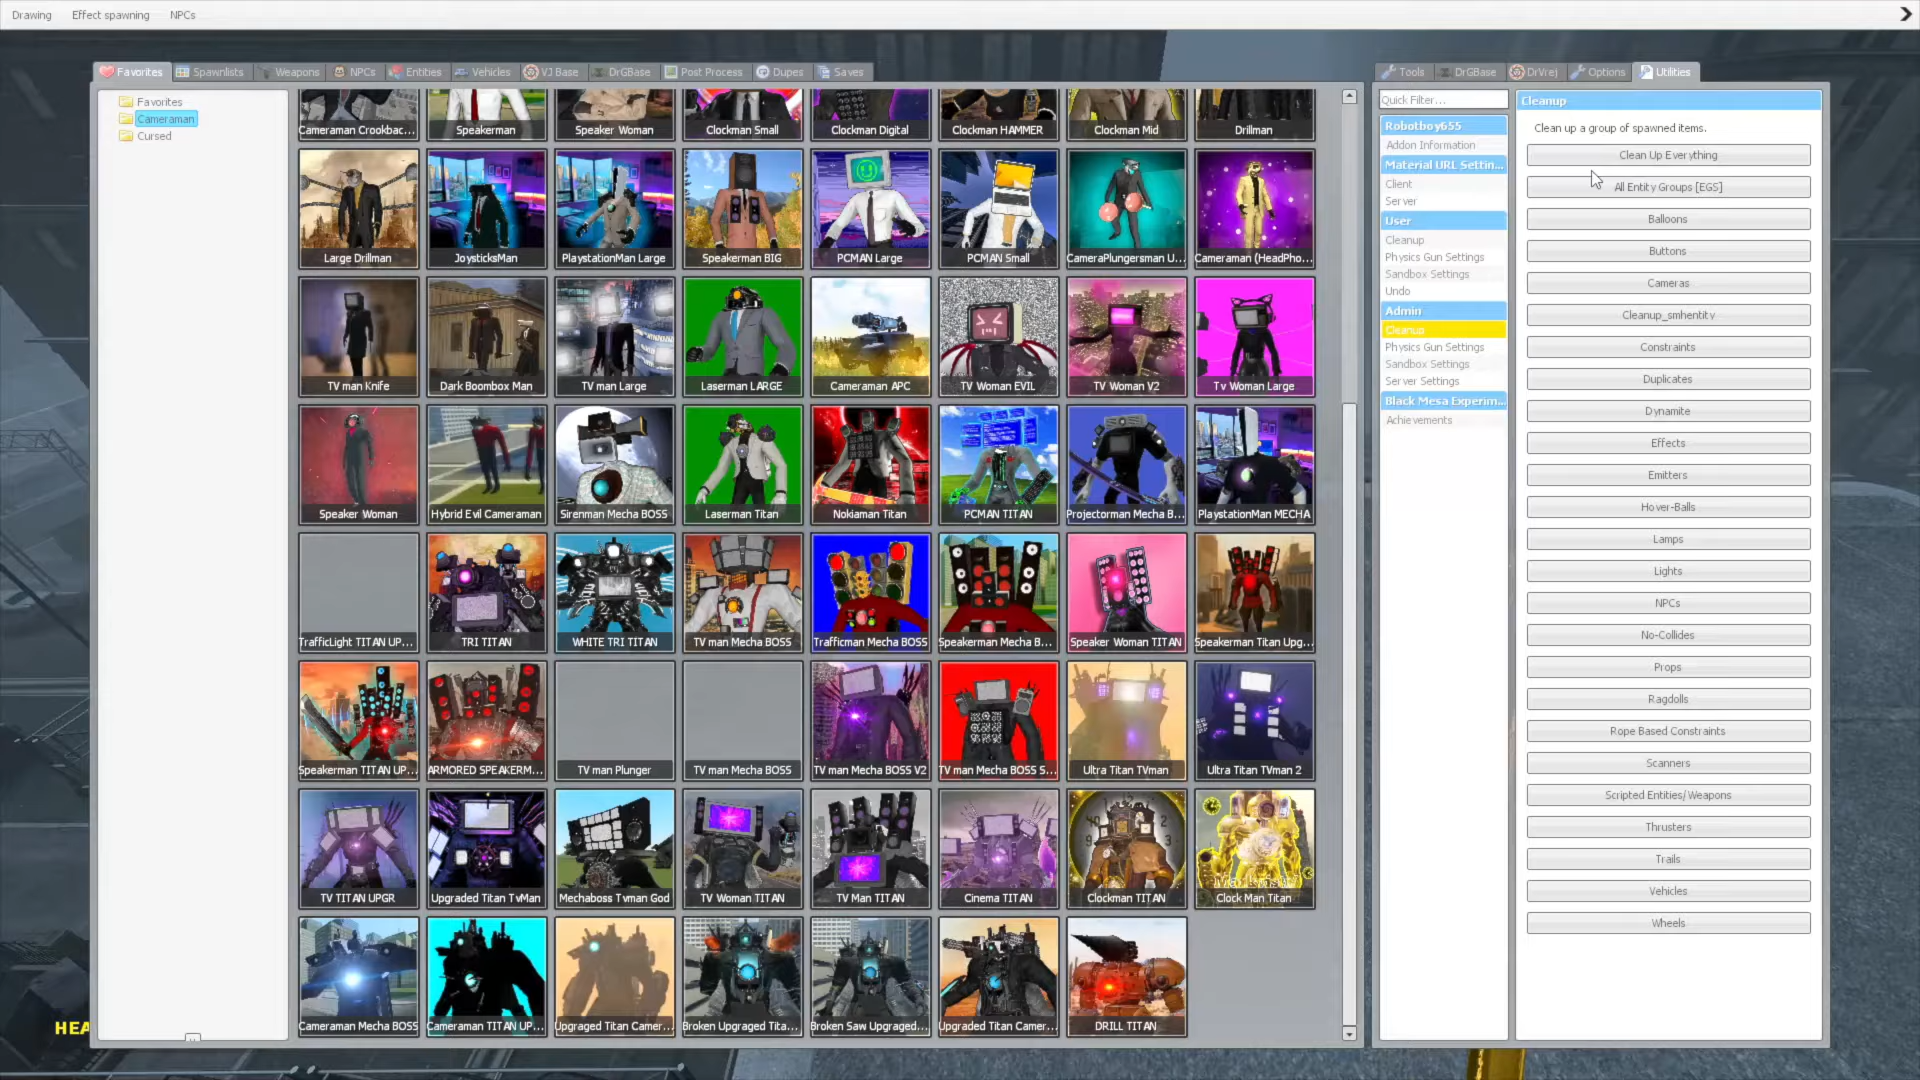 Drawing Effect spawning NPCs
Favorites Spawnlists Weapons NPCs Entities Vehicles VJ Base DrGBase Post Process Dupes Saves
Favorites
Cameraman
Cursed
Cameraman Crookbac... Speakerman Speaker Woman Clockman Small Clockman Digital Clockman HAMMER Clockman Mid Drillman
Large Drillman JoysticksMan PlaystationMan Large Speakerman BIG PCMAN Large PCMAN Small CameraPlungersman U... Cameraman (HeadPho...
TV man Knife Dark Boombox Man TV man Large Laserman LARGE Cameraman APC TV Woman EVIL TV Woman V2 Tv Woman Large
Speaker Woman Hybrid Evil Cameraman Sirenman Mecha BOSS Laserman Titan Nokiaman Titan PCMAN TITAN Projectorman Mecha B... PlaystationMan MECHA
TrafficLight TITAN UP... TRI TITAN WHITE TRI TITAN TV man Mecha BOSS Trafficman Mecha BOSS Speakerman Mecha B... Speaker Woman TITAN Speakerman Titan Upg...
Speakerman TITAN UP... ARMORED SPEAKERM... TV man Plunger TV man Mecha BOSS TV man Mecha BOSS V2 TV man Mecha BOSS S... Ultra Titan TVman Ultra Titan TVman 2
TV TITAN UPGR Upgraded Titan TvMan Mechaboss Tvman God TV Woman TITAN TV Man TITAN Cinema TITAN Clockman TITAN Clock Man Titan
Cameraman Mecha BOSS Cameraman TITAN UP... Upgraged Titan Camer... Broken Upgraged Tita... Broken Saw Upgraged... Upgraged Titan Camer... DRILL TITAN
HEA
Tools DrGBase DrVrej Options Utilities
Quick Filter...
Robotboy655
Addon Information
Material URL Settin...
Client
Server
User
Cleanup
Physics Gun Settings
Sandbox Settings
Undo
Admin
Cleanup
Physics Gun Settings
Sandbox Settings
Server Settings
Black Mesa Experim...
Achievements
Cleanup
Clean up a group of spawned items.
Clean Up Everything
All Entity Groups [EGS]
Balloons
Buttons
Cameras
Cleanup_smhentity
Constraints
Duplicates
Dynamite
Effects
Emitters
Hover-Balls
Lamps
Lights
NPCs
No-Collides
Props
Ragdolls
Rope Based Constraints
Scanners
Scripted Entities/Weapons
Thrusters
Trails
Vehicles
Wheels